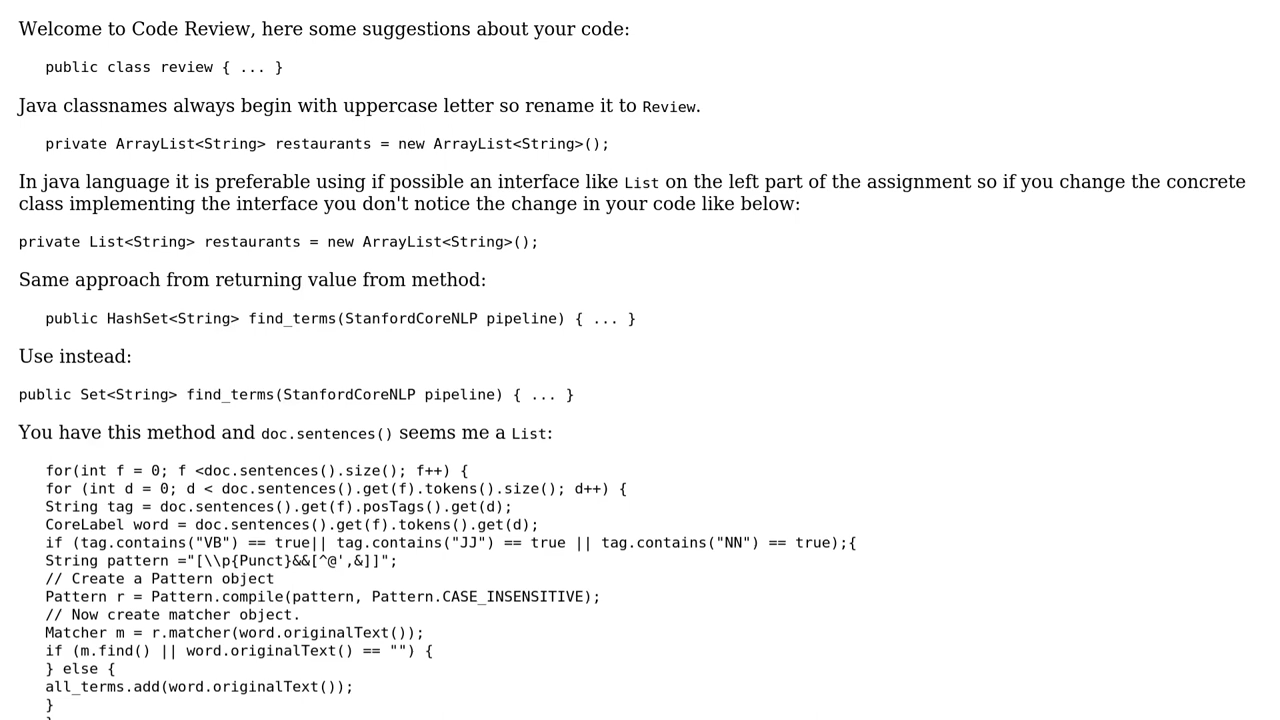 Welcome to Code Review, here some suggestions about your code:
public class review { ... }
Java classnames always begin with uppercase letter so rename it to Review.
private ArrayList<String> restaurants = new ArrayList<String>();
In java language it is preferable using if possible an interface like List on the left part of the assignment so if you change the concrete
class implementing the interface you don't notice the change in your code like below:
private List<String> restaurants = new ArrayList<String>();
Same approach from returning value from method:
public HashSet<String> find_terms(StanfordCoreNLP pipeline) { ... }
Use instead:
public Set<String> find_terms(StanfordCoreNLP pipeline) { ... }
You have this method and doc.sentences() seems me a List:
for(int f = 0; f <doc.sentences().size(); f++) {
for (int d = 0; d < doc.sentences().get(f).tokens().size(); d++) {
String tag = doc.sentences().get(f).posTags().get(d);
CoreLabel word = doc.sentences().get(f).tokens().get(d);
if (tag.contains("VB") == true|| tag.contains("JJ") == true || tag.contains("NN") == true);{
String pattern ="[\\p{Punct}&&[^@',&]]";
// Create a Pattern object
Pattern r = Pattern.compile(pattern, Pattern.CASE_INSENSITIVE);
// Now create matcher object.
Matcher m = r.matcher(word.originalText());
if (m.find() || word.originalText() == "") {
} else {
all_terms.add(word.originalText());
}
}